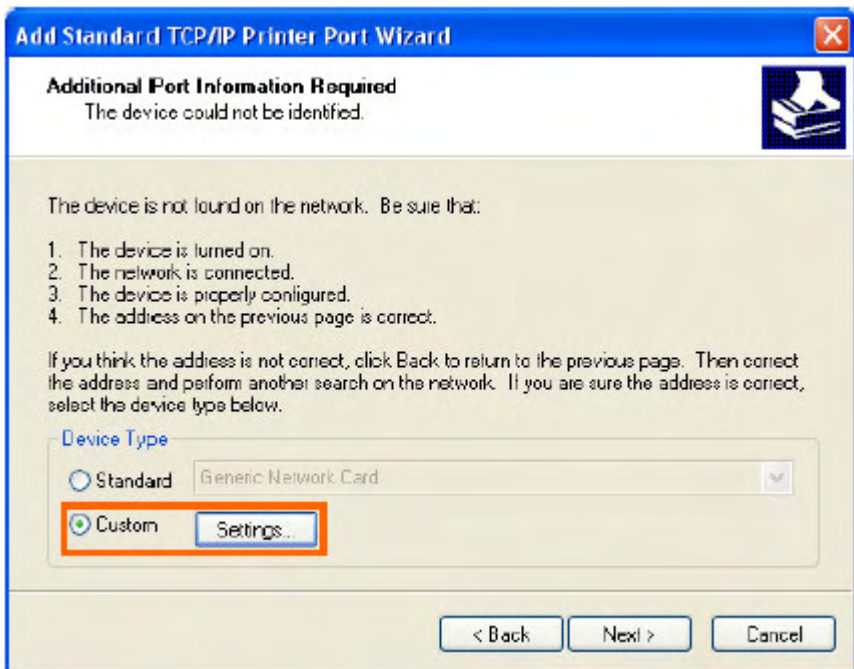 Add Standard TCP/IP Printer Port Wizard
Additional Port Information Required
The device could not be identified.
The device is not found on the network. Be sure that:
1. The device is turned on.
2. The network is connected.
3. The device is properly configured.
4. The address on the previous page is correct.
If you think the address is not correct, click Back to return to the previous page. Then correct
the address and perform another search on the network. If you are sure the address is correct,
select the device type below.
Device Type
Standard Generic Network Card
Custom Settings...
< Back Next > Cancel